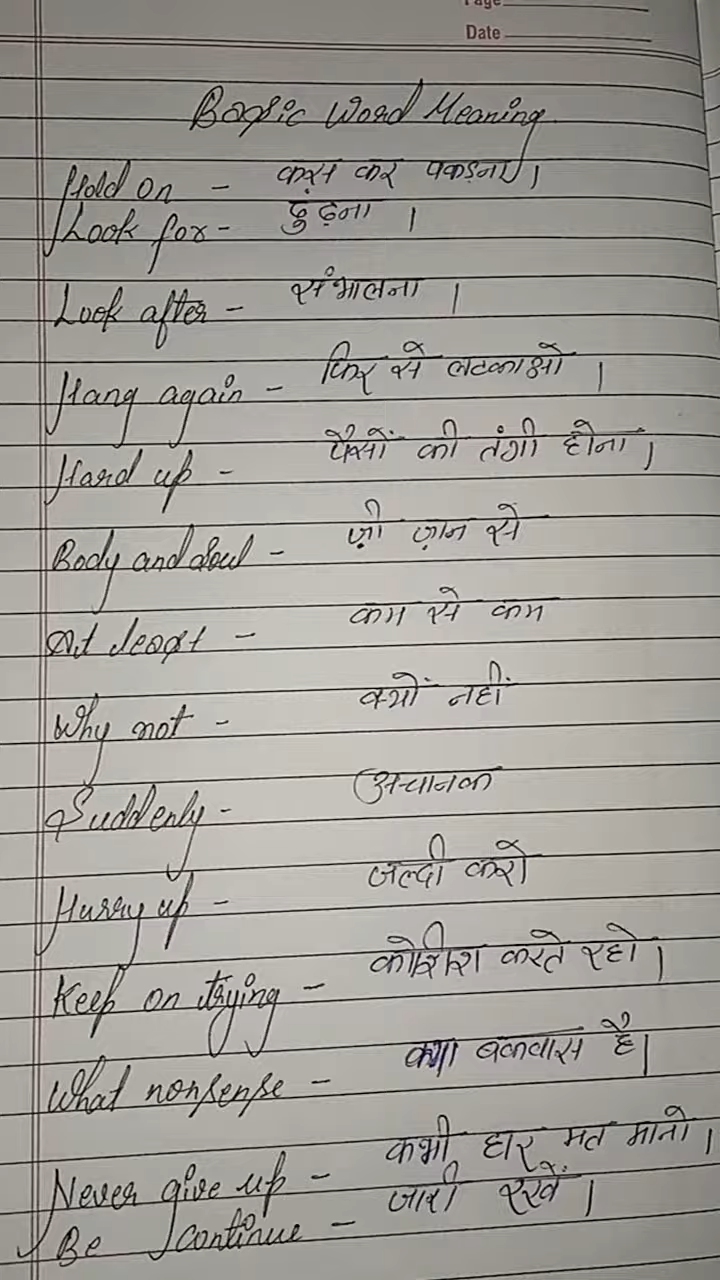 Page
Date
Basic Word Meaning
Hold on - कस कर पकड़ना।
Look for - ढुंढ़ना ।
Look after - संभालना ।
Hang again - फिर से लटकाओ ।
Hard up - पैसों की तंगी होना।
Body and Soul - ज़ी ज़ान से
At least - कम से कम
Why not - क्यों नहीं
Suddenly - अचानक
Hurry up - जल्दी करो
Keep on trying - कोशिश करते रहो ।
What nonsense - क्या बकवास है।
Never give up - कभी हार मत मानो ।
Be continue - जारी रखें ।